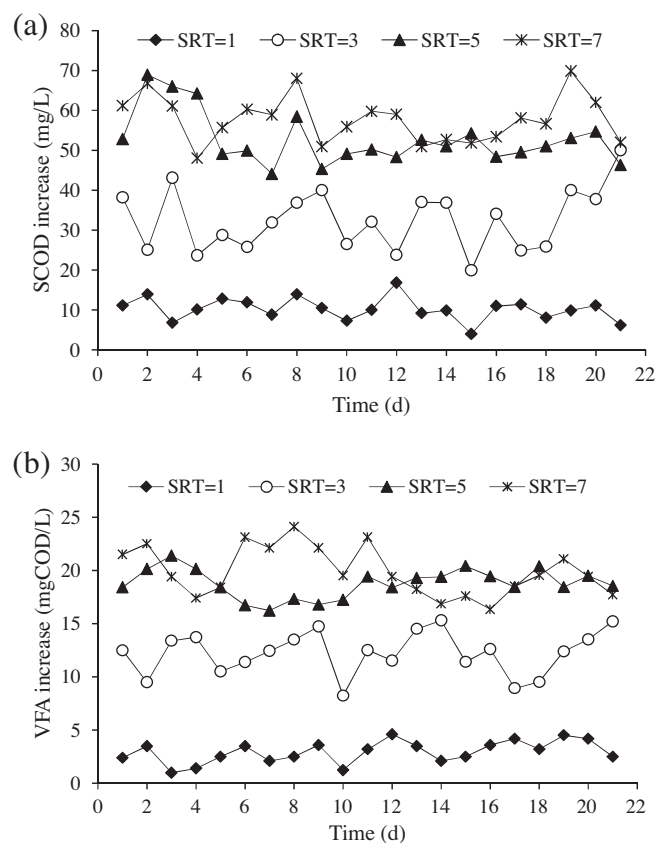 (a)
80
SRT=1 SRT=3 SRT=5 SRT=7
70
60
50
40
30
20
10
0
SCOD increase (mg/L)
0 2 4 6 8 10 12 14 16 18 20 22
Time (d)
(b)
30
SRT=1 SRT=3 SRT=5 SRT=7
25
20
15
10
5
0
VFA increase (mgCOD/L)
0 2 4 6 8 10 12 14 16 18 20 22
Time (d)